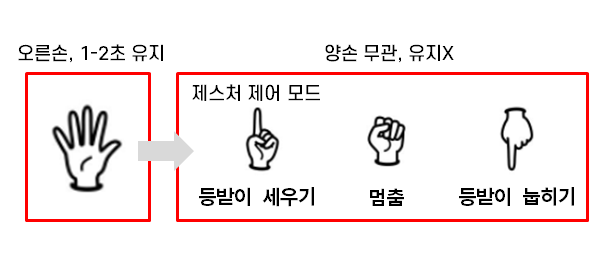 오른손, 1-2초 유지
양손 무관, 유지X
제스처 제어 모드
등받이 세우기
멈춤
등받이 눕히기